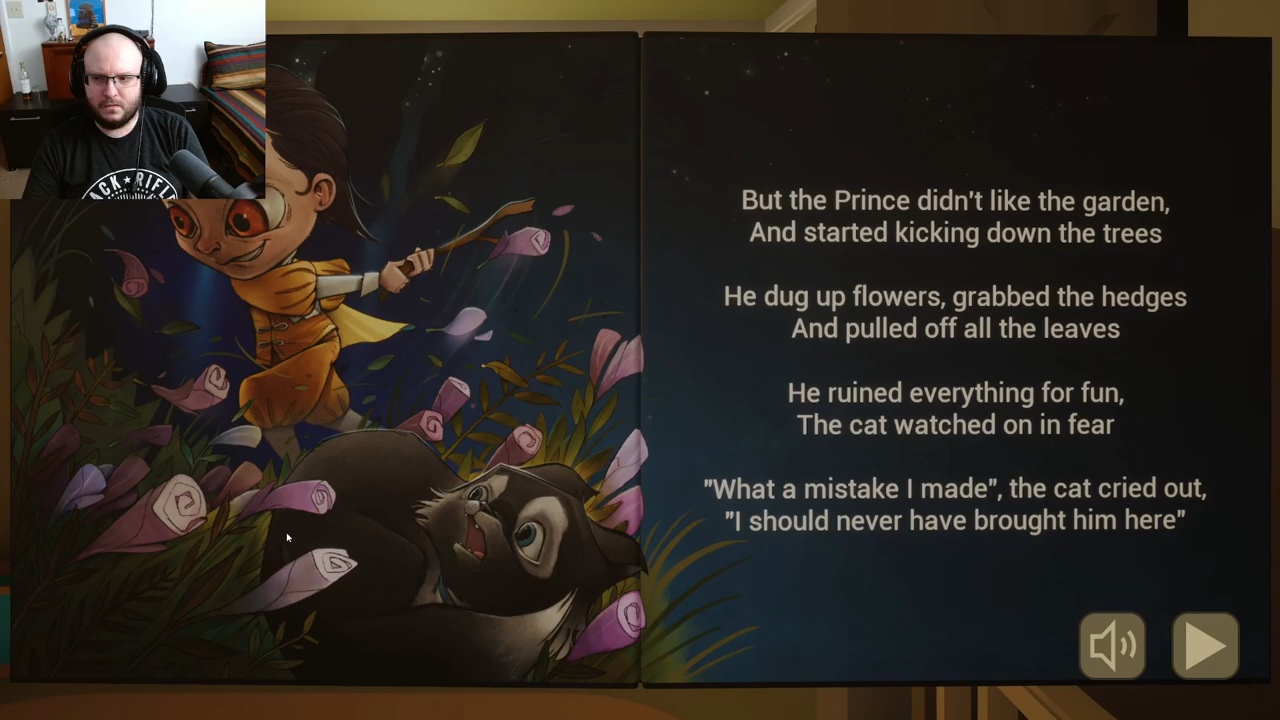 ACK★RIFL
But the Prince didn't like the garden,
And started kicking down the trees
He dug up flowers, grabbed the hedges
And pulled off all the leaves
He ruined everything for fun,
The cat watched on in fear
"What a mistake I made", the cat cried out,
"I should never have brought him here"